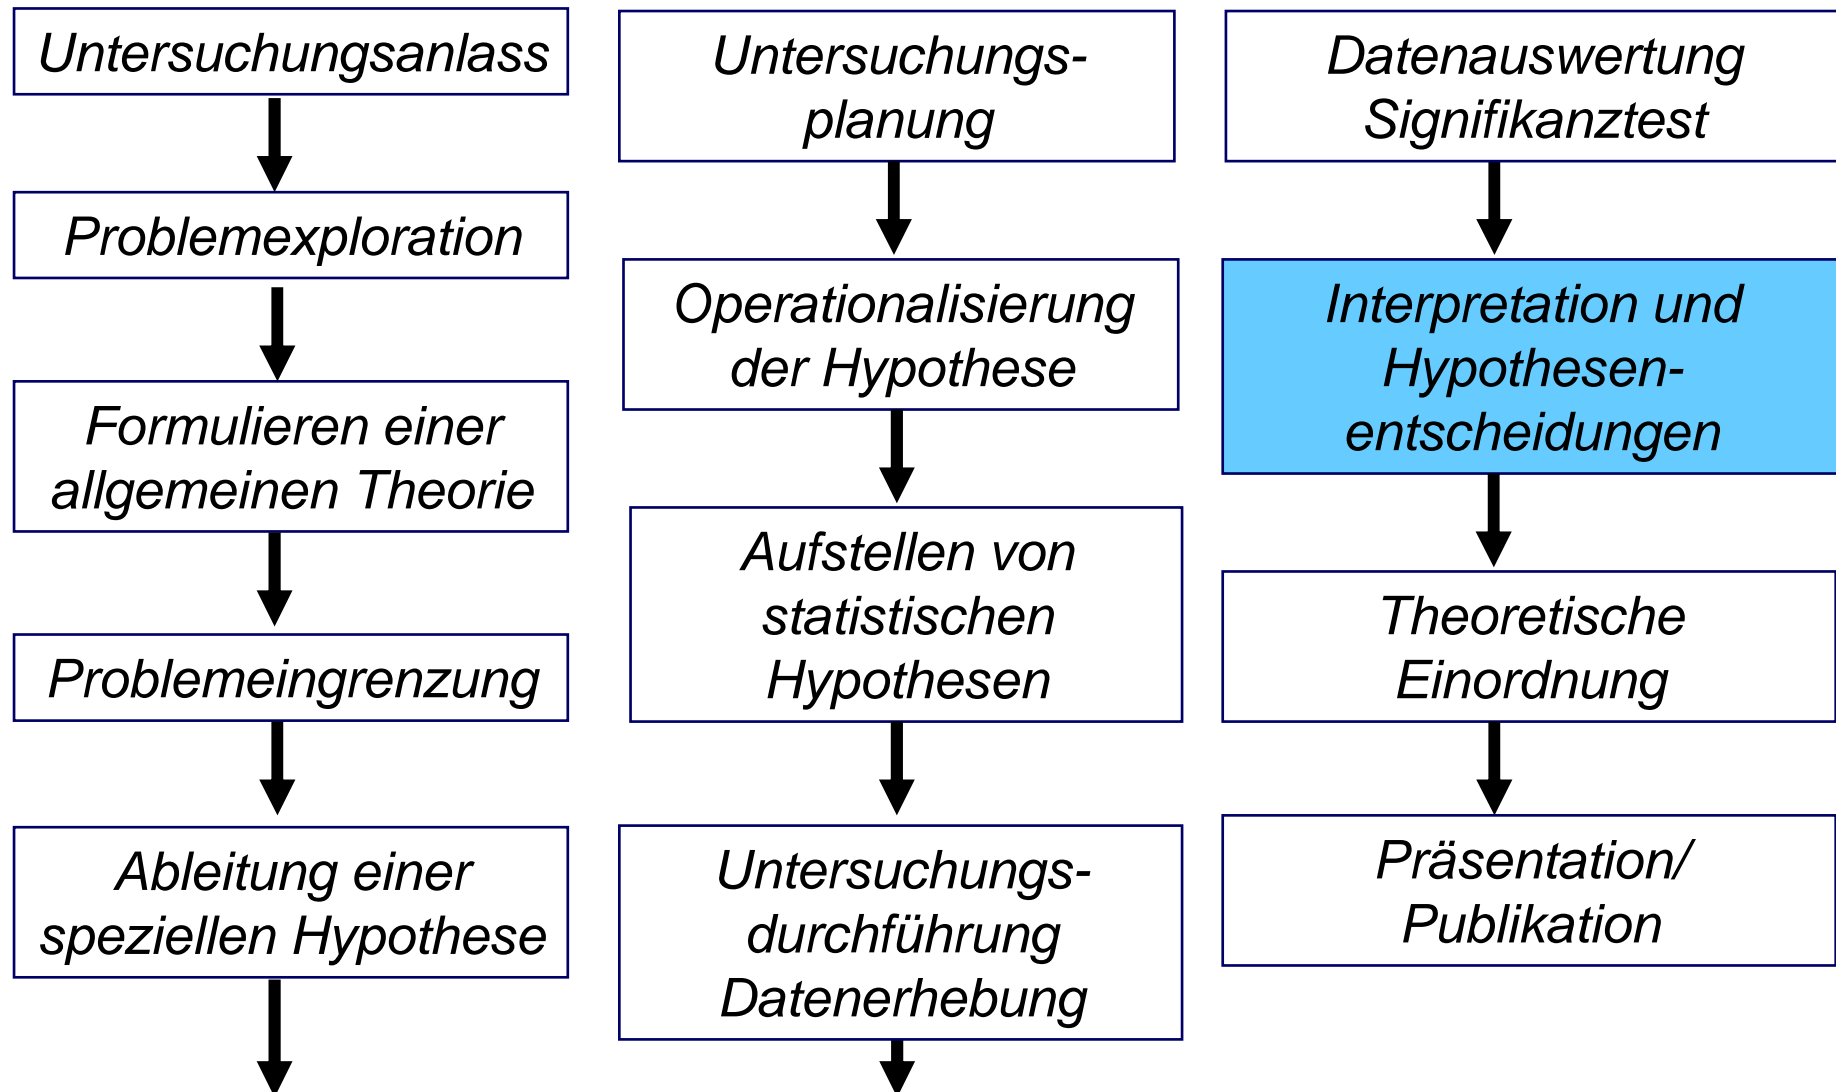 Untersuchungsanlass
Problemexploration
Formulieren einer
allgemeinen Theorie
Problemeingrenzung
Ableitung einer
speziellen Hypothese
Untersuchungs-
planung
Operationalisierung
der Hypothese
Aufstellen von
statistischen
Hypothesen
Untersuchungs-
durchführung
Datenerhebung
Datenauswertung
Signifikanztest
Interpretation und
Hypothesen-
entscheidungen
Theoretische
Einordnung
Präsentation/
Publikation